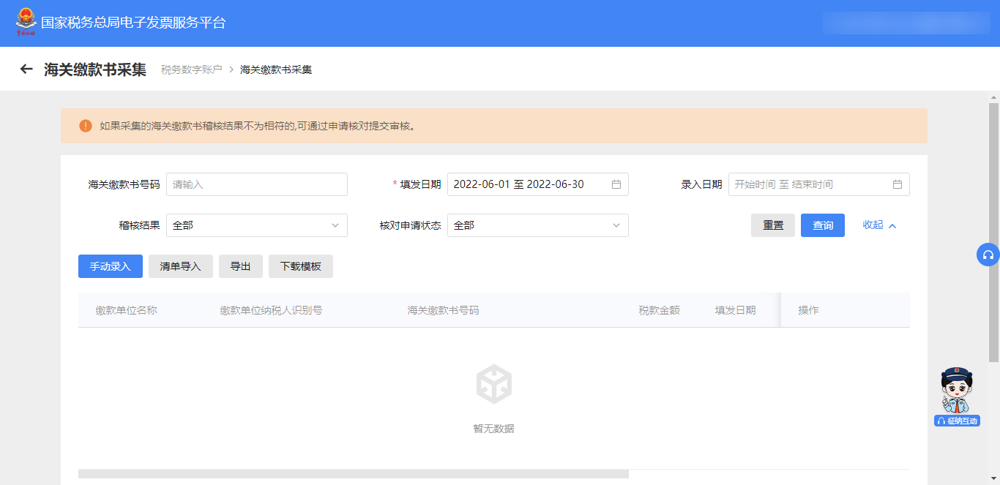 国家税务总局电子发票服务平台
海关缴款书采集 税务数字账户 > 海关缴款书采集
如果采集的海关缴款书稽核结果不为相符的,可通过申请核对提交审核。
海关缴款书号码 请输入 * 填发日期 2022-06-01 至 2022-06-30 录入日期 开始时间 至 结束时间
稽核结果 全部 核对申请状态 全部 重置 查询 收起
手动录入 清单导入 导出 下载模板
缴款单位名称 缴款单位纳税人识别号 海关缴款书号码 税款金额 填发日期 操作
暂无数据
征纳互动